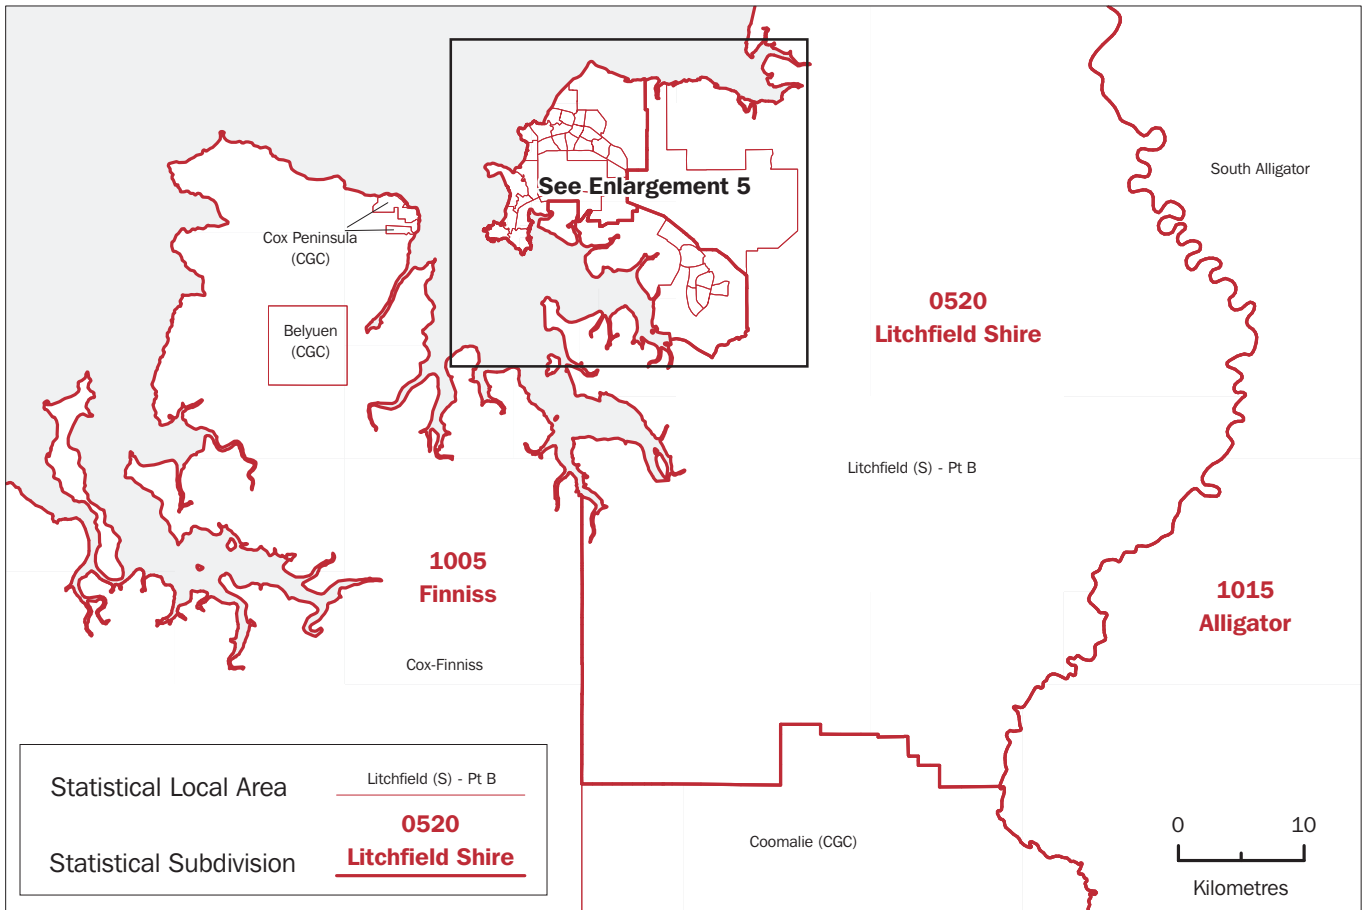 South Alligator
See Enlargement 5
Cox Peninsula
(CGC)
0520
Litchfield Shire
Belyuen
(CGC)
Litchfield (S) - Pt B
1005
Finniss
1015
Alligator
Cox-Finniss
Statistical Local Area
Litchfield (S) - Pt B
0520
Litchfield Shire
Statistical Subdivision
Coomalie (CGC)
0 10
Kilometres